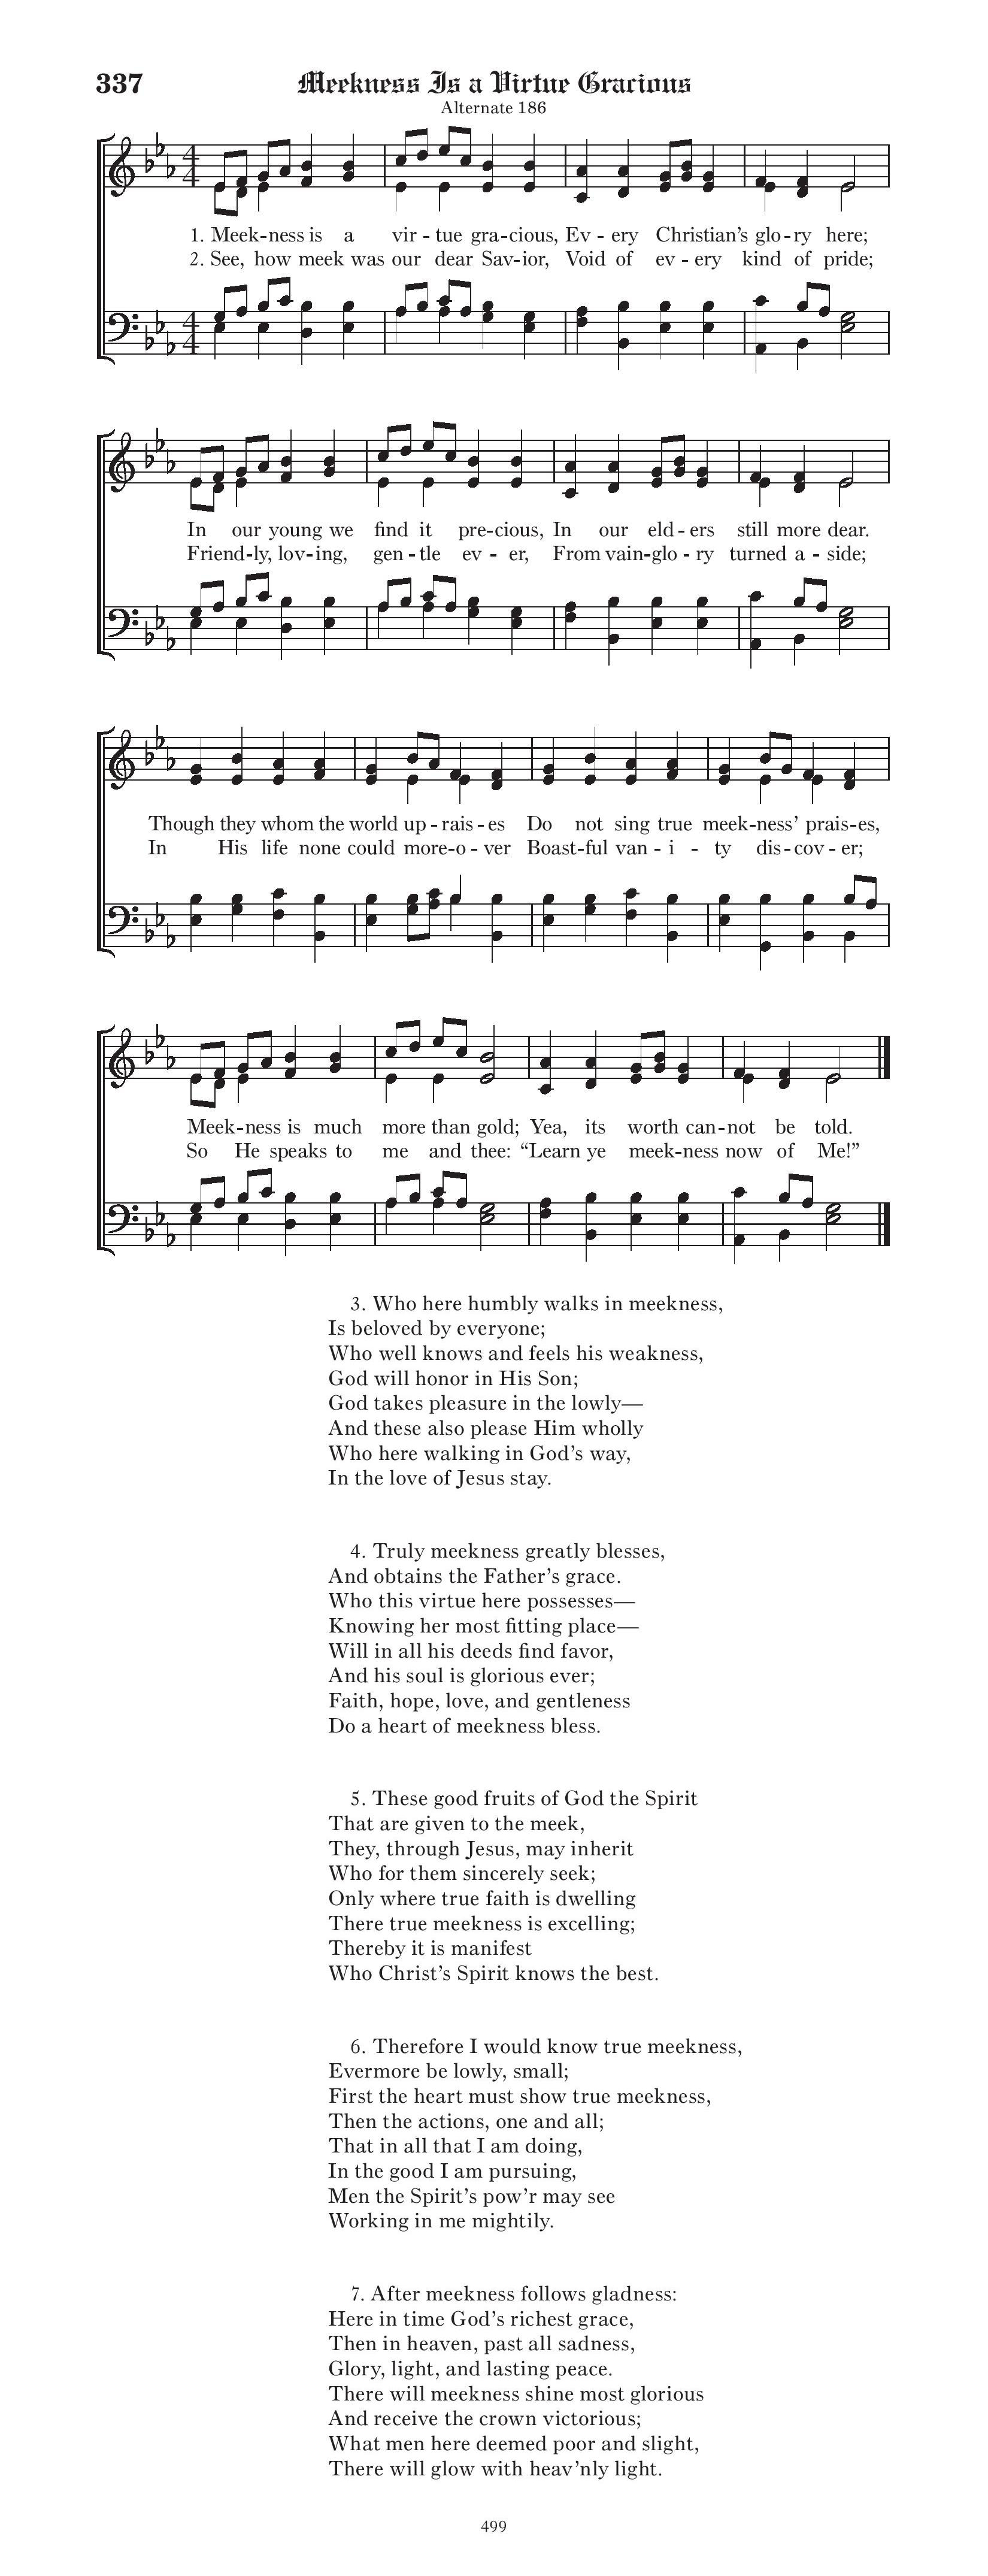 337 Meekness Is a Virtue Gracious
Alternate 186
1. Meek-ness is a vir-tue gra-cious, Ev-ery Christian’s glo-ry here;
2. See, how meek was our dear Sav-ior, Void of ev-ery kind of pride;
In our young we find it pre-cious, In our eld-ers still more dear.
Friend-ly, lov-ing, gen-tle ev-er, From vain-glo-ry turned a-side;
Though they whom the world up-rais-es Do not sing true meek-ness’ prais-es,
In His life none could more-o-ver Boast-ful van-i-ty dis-cov-er;
Meek-ness is much more than gold; Yea, its worth can-not be told.
So He speaks to me and thee: “Learn ye meek-ness now of Me!”
3. Who here humbly walks in meekness,
Is beloved by everyone;
Who well knows and feels his weakness,
God will honor in His Son;
God takes pleasure in the lowly—
And these also please Him wholly
Who here walking in God’s way,
In the love of Jesus stay.
4. Truly meekness greatly blesses,
And obtains the Father’s grace.
Who this virtue here possesses—
Knowing her most fitting place—
Will in all his deeds find favor,
And his soul is glorious ever;
Faith, hope, love, and gentleness
Do a heart of meekness bless.
5. These good fruits of God the Spirit
That are given to the meek,
They, through Jesus, may inherit
Who for them sincerely seek;
Only where true faith is dwelling
There true meekness is excelling;
Thereby it is manifest
Who Christ’s Spirit knows the best.
6. Therefore I would know true meekness,
Evermore be lowly, small;
First the heart must show true meekness,
Then the actions, one and all;
That in all that I am doing,
In the good I am pursuing,
Men the Spirit’s pow’r may see
Working in me mightily.
7. After meekness follows gladness:
Here in time God’s richest grace,
Then in heaven, past all sadness,
Glory, light, and lasting peace.
There will meekness shine most glorious
And receive the crown victorious;
What men here deemed poor and slight,
There will glow with heav’nly light.
499